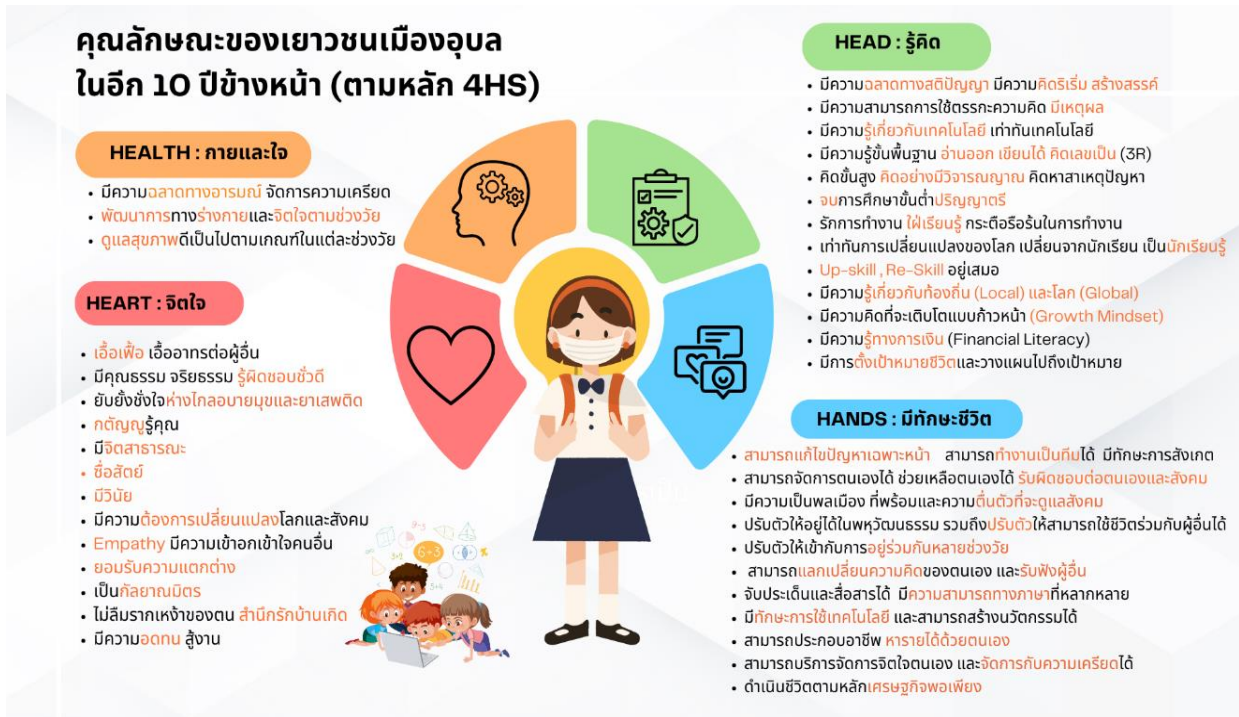 คุณลักษณะของเยาวชนเมืองอุบล
ในอีก 10 ปีข้างหน้า (ตามหลัก 4HS)
HEALTH : กายและใจ
• มีความฉลาดทางอารมณ์ จัดการความเครียด
• พัฒนาการทางร่างกายและจิตใจตามช่วงวัย
• ดูแลสุขภาพดีเป็นไปตามเกณฑ์ในแต่ละช่วงวัย
HEART : จิตใจ
• เอื้อเฟื้อ เอื้ออาทรต่อผู้อื่น
• มีคุณธรรม จริยธรรม รู้ผิดชอบชั่วดี
• ยับยั้งชั่งใจห่างไกลอบายมุขและยาเสพติด
• กตัญญูรู้คุณ
• มีจิตสาธารณะ
• ซื่อสัตย์
• มีวินัย
• มีความต้องการเปลี่ยนแปลงโลกและสังคม
• Empathy มีความเข้าอกเข้าใจคนอื่น
• ยอมรับความแตกต่าง
• เป็นกัลยาณมิตร
• ไม่ลืมรากเหง้าของตน สำนึกรักบ้านเกิด
• มีความอดทน สู้งาน
HEAD : รู้คิด
• มีความฉลาดทางสติปัญญา มีความคิดริเริ่ม สร้างสรรค์
• มีความสามารถการใช้ตรรกะความคิด มีเหตุผล
• มีความรู้เกี่ยวกับเทคโนโลยี เท่าทันเทคโนโลยี
• มีความรู้ขั้นพื้นฐาน อ่านออก เขียนได้ คิดเลขเป็น (3R)
• คิดขั้นสูง คิดอย่างมีวิจารณญาณ คิดหาสาเหตุปัญหา
• จบการศึกษาขั้นต่ำปริญญาตรี
• รักการทำงาน ใฝ่เรียนรู้ กระตือรือร้นในการทำงาน
• เท่าทันการเปลี่ยนแปลงของโลก เปลี่ยนจากนักเรียน เป็นนักเรียนรู้
• Up-skill , Re-Skill อยู่เสมอ
• มีความรู้เกี่ยวกับท้องถิ่น (Local) และโลก (Global)
• มีความคิดที่จะเติบโตแบบก้าวหน้า (Growth Mindset)
• มีความรู้ทางการเงิน (Financial Literacy)
• มีการตั้งเป้าหมายชีวิตและวางแผนไปถึงเป้าหมาย
HANDS : มีทักษะชีวิต
• สามารถแก้ไขปัญหาเฉพาะหน้า สามารถทำงานเป็นทีมได้ มีทักษะการสังเกต
• สามารถจัดการตนเองได้ ช่วยเหลือตนเองได้ รับผิดชอบต่อตนเองและสังคม
• มีความเป็นพลเมือง ที่พร้อมและความตื่นตัวที่จะดูแลสังคม
• ปรับตัวให้อยู่ได้ในพหุวัฒนธรรม รวมถึงปรับตัวให้สามารถใช้ชีวิตร่วมกับผู้อื่นได้
• ปรับตัวให้เข้ากับการอยู่ร่วมกันหลายช่วงวัย
• สามารถแลกเปลี่ยนความคิดของตนเอง และรับฟังผู้อื่น
• จับประเด็นและสื่อสารได้ มีความสามารถทางภาษาที่หลากหลาย
• มีทักษะการใช้เทคโนโลยี และสามารถสร้างนวัตกรรมได้
• สามารถประกอบอาชีพ หารายได้ด้วยตนเอง
• สามารถบริการจัดการจิตใจตนเอง และจัดการกับความเครียดได้
• ดำเนินชีวิตตามหลักเศรษฐกิจพอเพียง